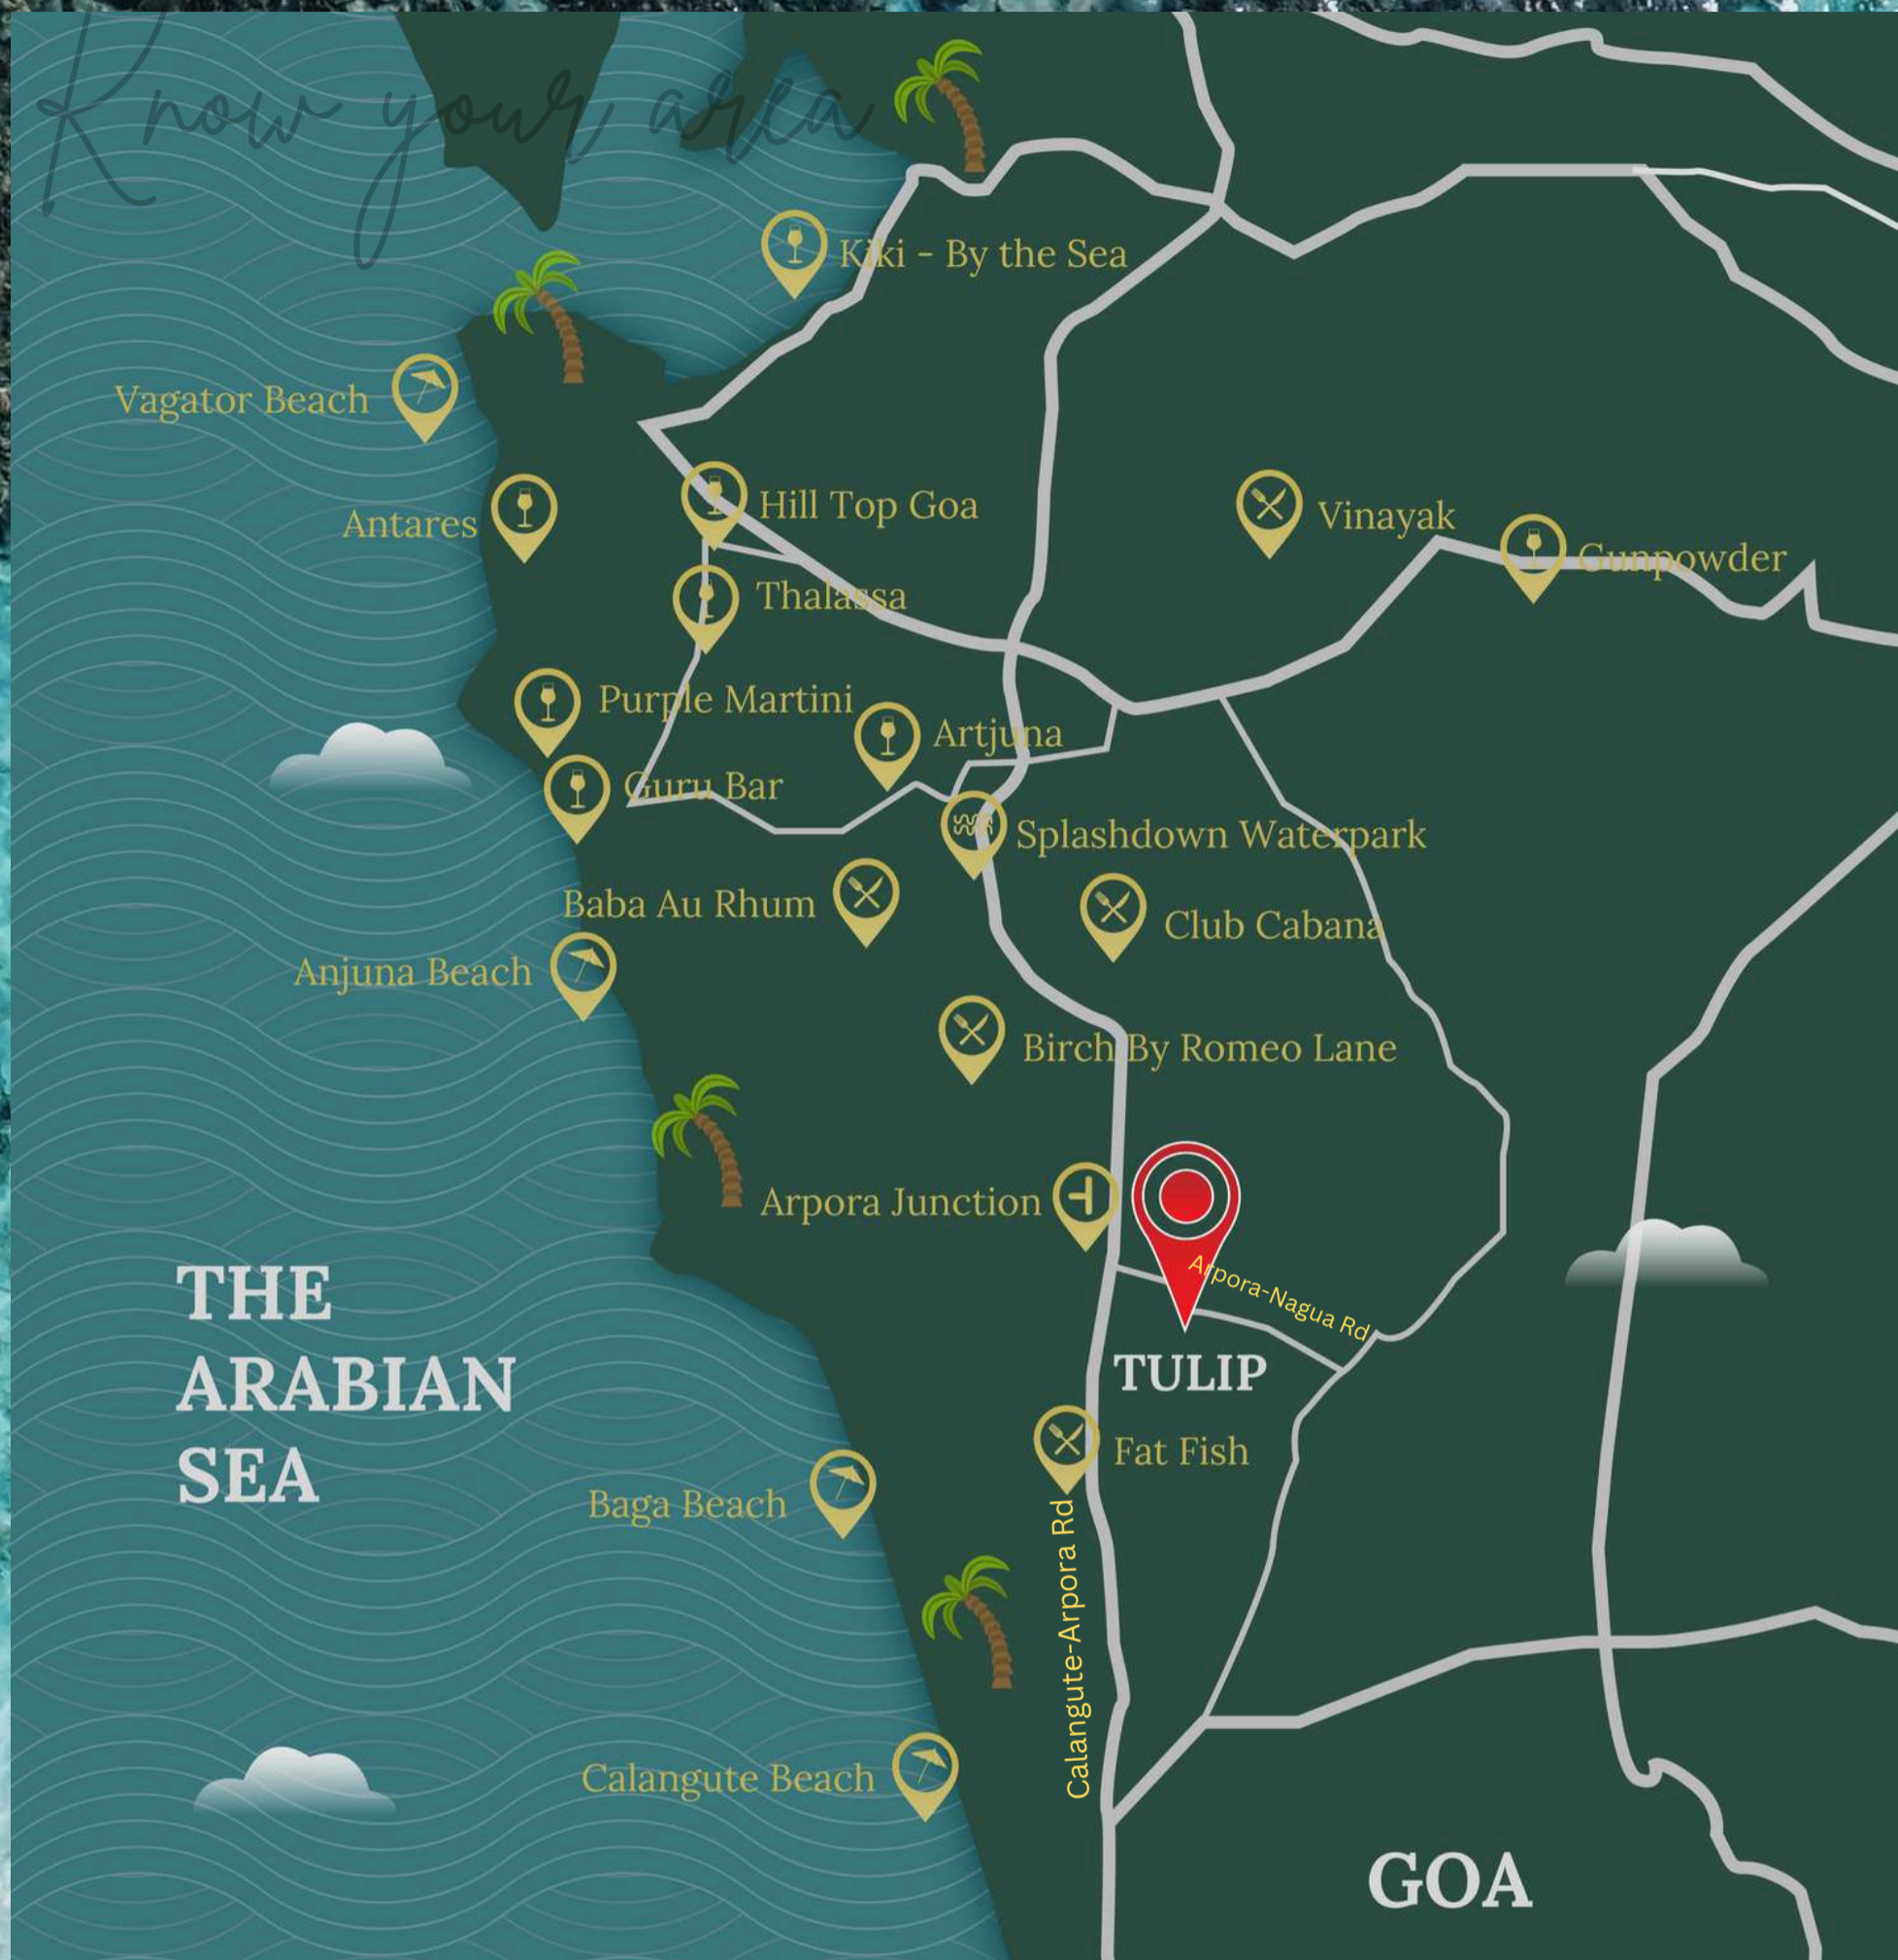 Know your area
Kiki - By the Sea
Vagator Beach
Antares
Hill Top Goa
Vinayak
Gunpowder
Thalassa
Purple Martini
Artjuna
Guru Bar
Splashdown Waterpark
Baba Au Rhum
Club Cabana
Anjuna Beach
Birch By Romeo Lane
Arpora Junction
Arpora-Nagua Rd
THE
ARABIAN
SEA
TULIP
Fat Fish
Baga Beach
Calangute-Arpora Rd
Calangute Beach
GOA